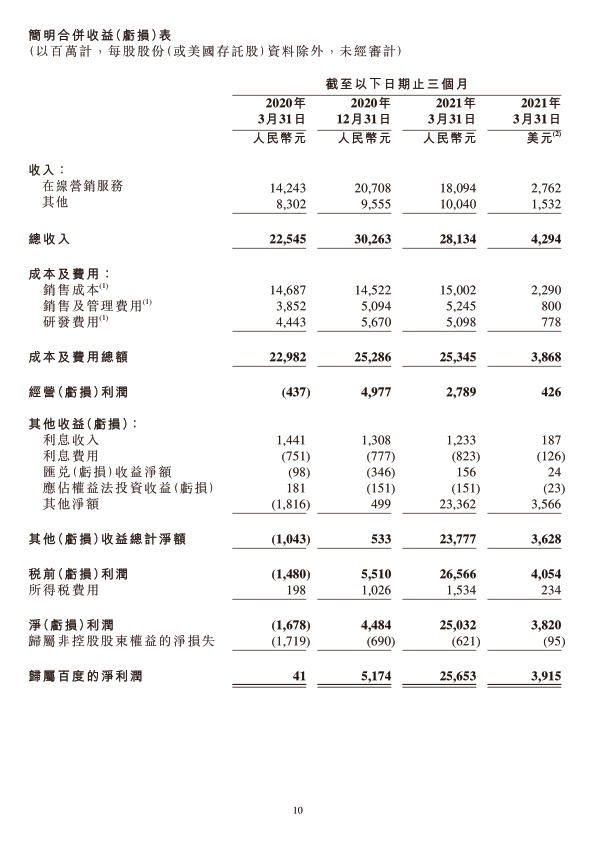 簡明合併收益(虧損)表
(以百萬計，每股股份(或美國存託股)資料除外，未經審計)
截至以下日期止三個月
2020年 2020年 2021年 2021年
3月31日 12月31日 3月31日 3月31日
人民幣元 人民幣元 人民幣元 美元(2)
收入：
在線營銷服務 14,243 20,708 18,094 2,762
其他 8,302 9,555 10,040 1,532
總收入 22,545 30,263 28,134 4,294
成本及費用：
銷售成本(1) 14,687 14,522 15,002 2,290
銷售及管理費用(1) 3,852 5,094 5,245 800
研發費用(1) 4,443 5,670 5,098 778
成本及費用總額 22,982 25,286 25,345 3,868
經營(虧損)利潤 (437) 4,977 2,789 426
其他收益(虧損)：
利息收入 1,441 1,308 1,233 187
利息費用 (751) (777) (823) (126)
匯兌(虧損)收益淨額 (98) (346) 156 24
應佔權益法投資收益(虧損) 181 (151) (151) (23)
其他淨額 (1,816) 499 23,362 3,566
其他(虧損)收益總計淨額 (1,043) 533 23,777 3,628
稅前(虧損)利潤 (1,480) 5,510 26,566 4,054
所得稅費用 198 1,026 1,534 234
淨(虧損)利潤 (1,678) 4,484 25,032 3,820
歸屬非控股股東權益的淨損失 (1,719) (690) (621) (95)
歸屬百度的淨利潤 41 5,174 25,653 3,915
10